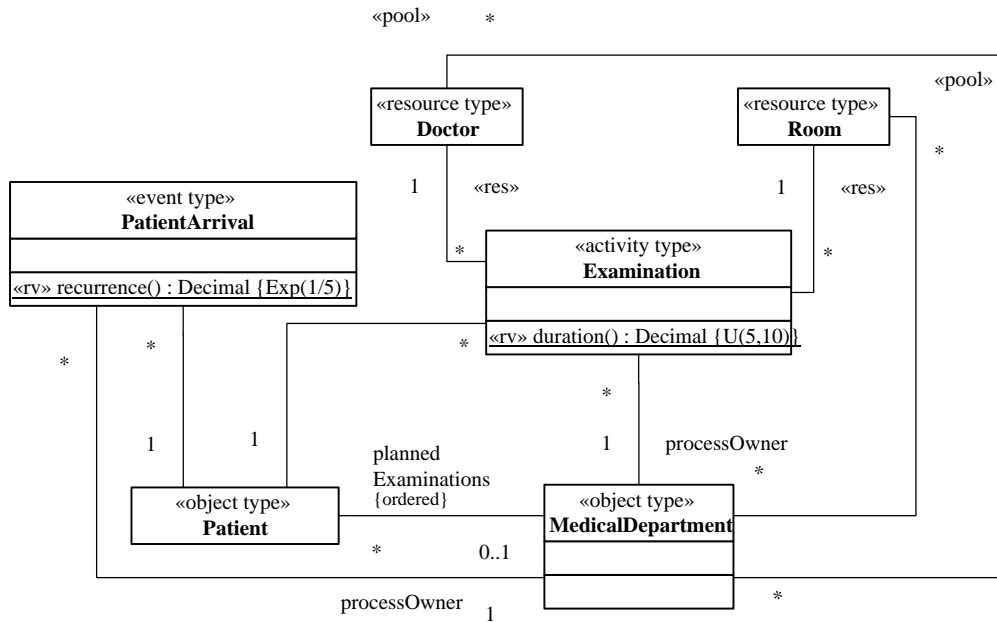 «pool»
*
«pool»
«resource type»
Doctor
«resource type»
Room
*
1
«res»
1
«res»
«event type»
PatientArrival
«rv» recurrence() : Decimal {Exp(1/5)}
*
*
«activity type»
Examination
«rv» duration() : Decimal {U(5,10)}
*
*
*
*
1
1
1
processOwner
planned
Examinations
{ordered}
*
«object type»
Patient
«object type»
MedicalDepartment
*
0..1
processOwner
1
*